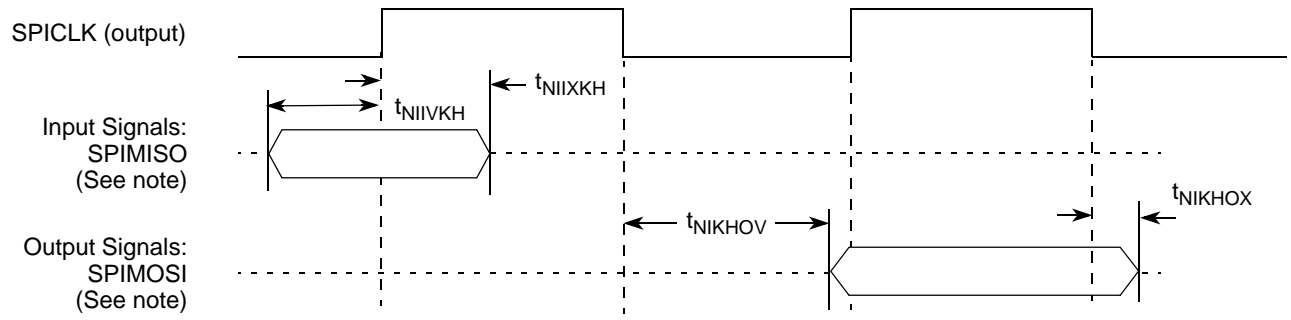 SPICLK (output)
tNIIXKH
tNIIVKH
Input Signals:
SPIMISO
(See note)
tNIKHOX
tNIKHOV
Output Signals:
SPIMOSI
(See note)